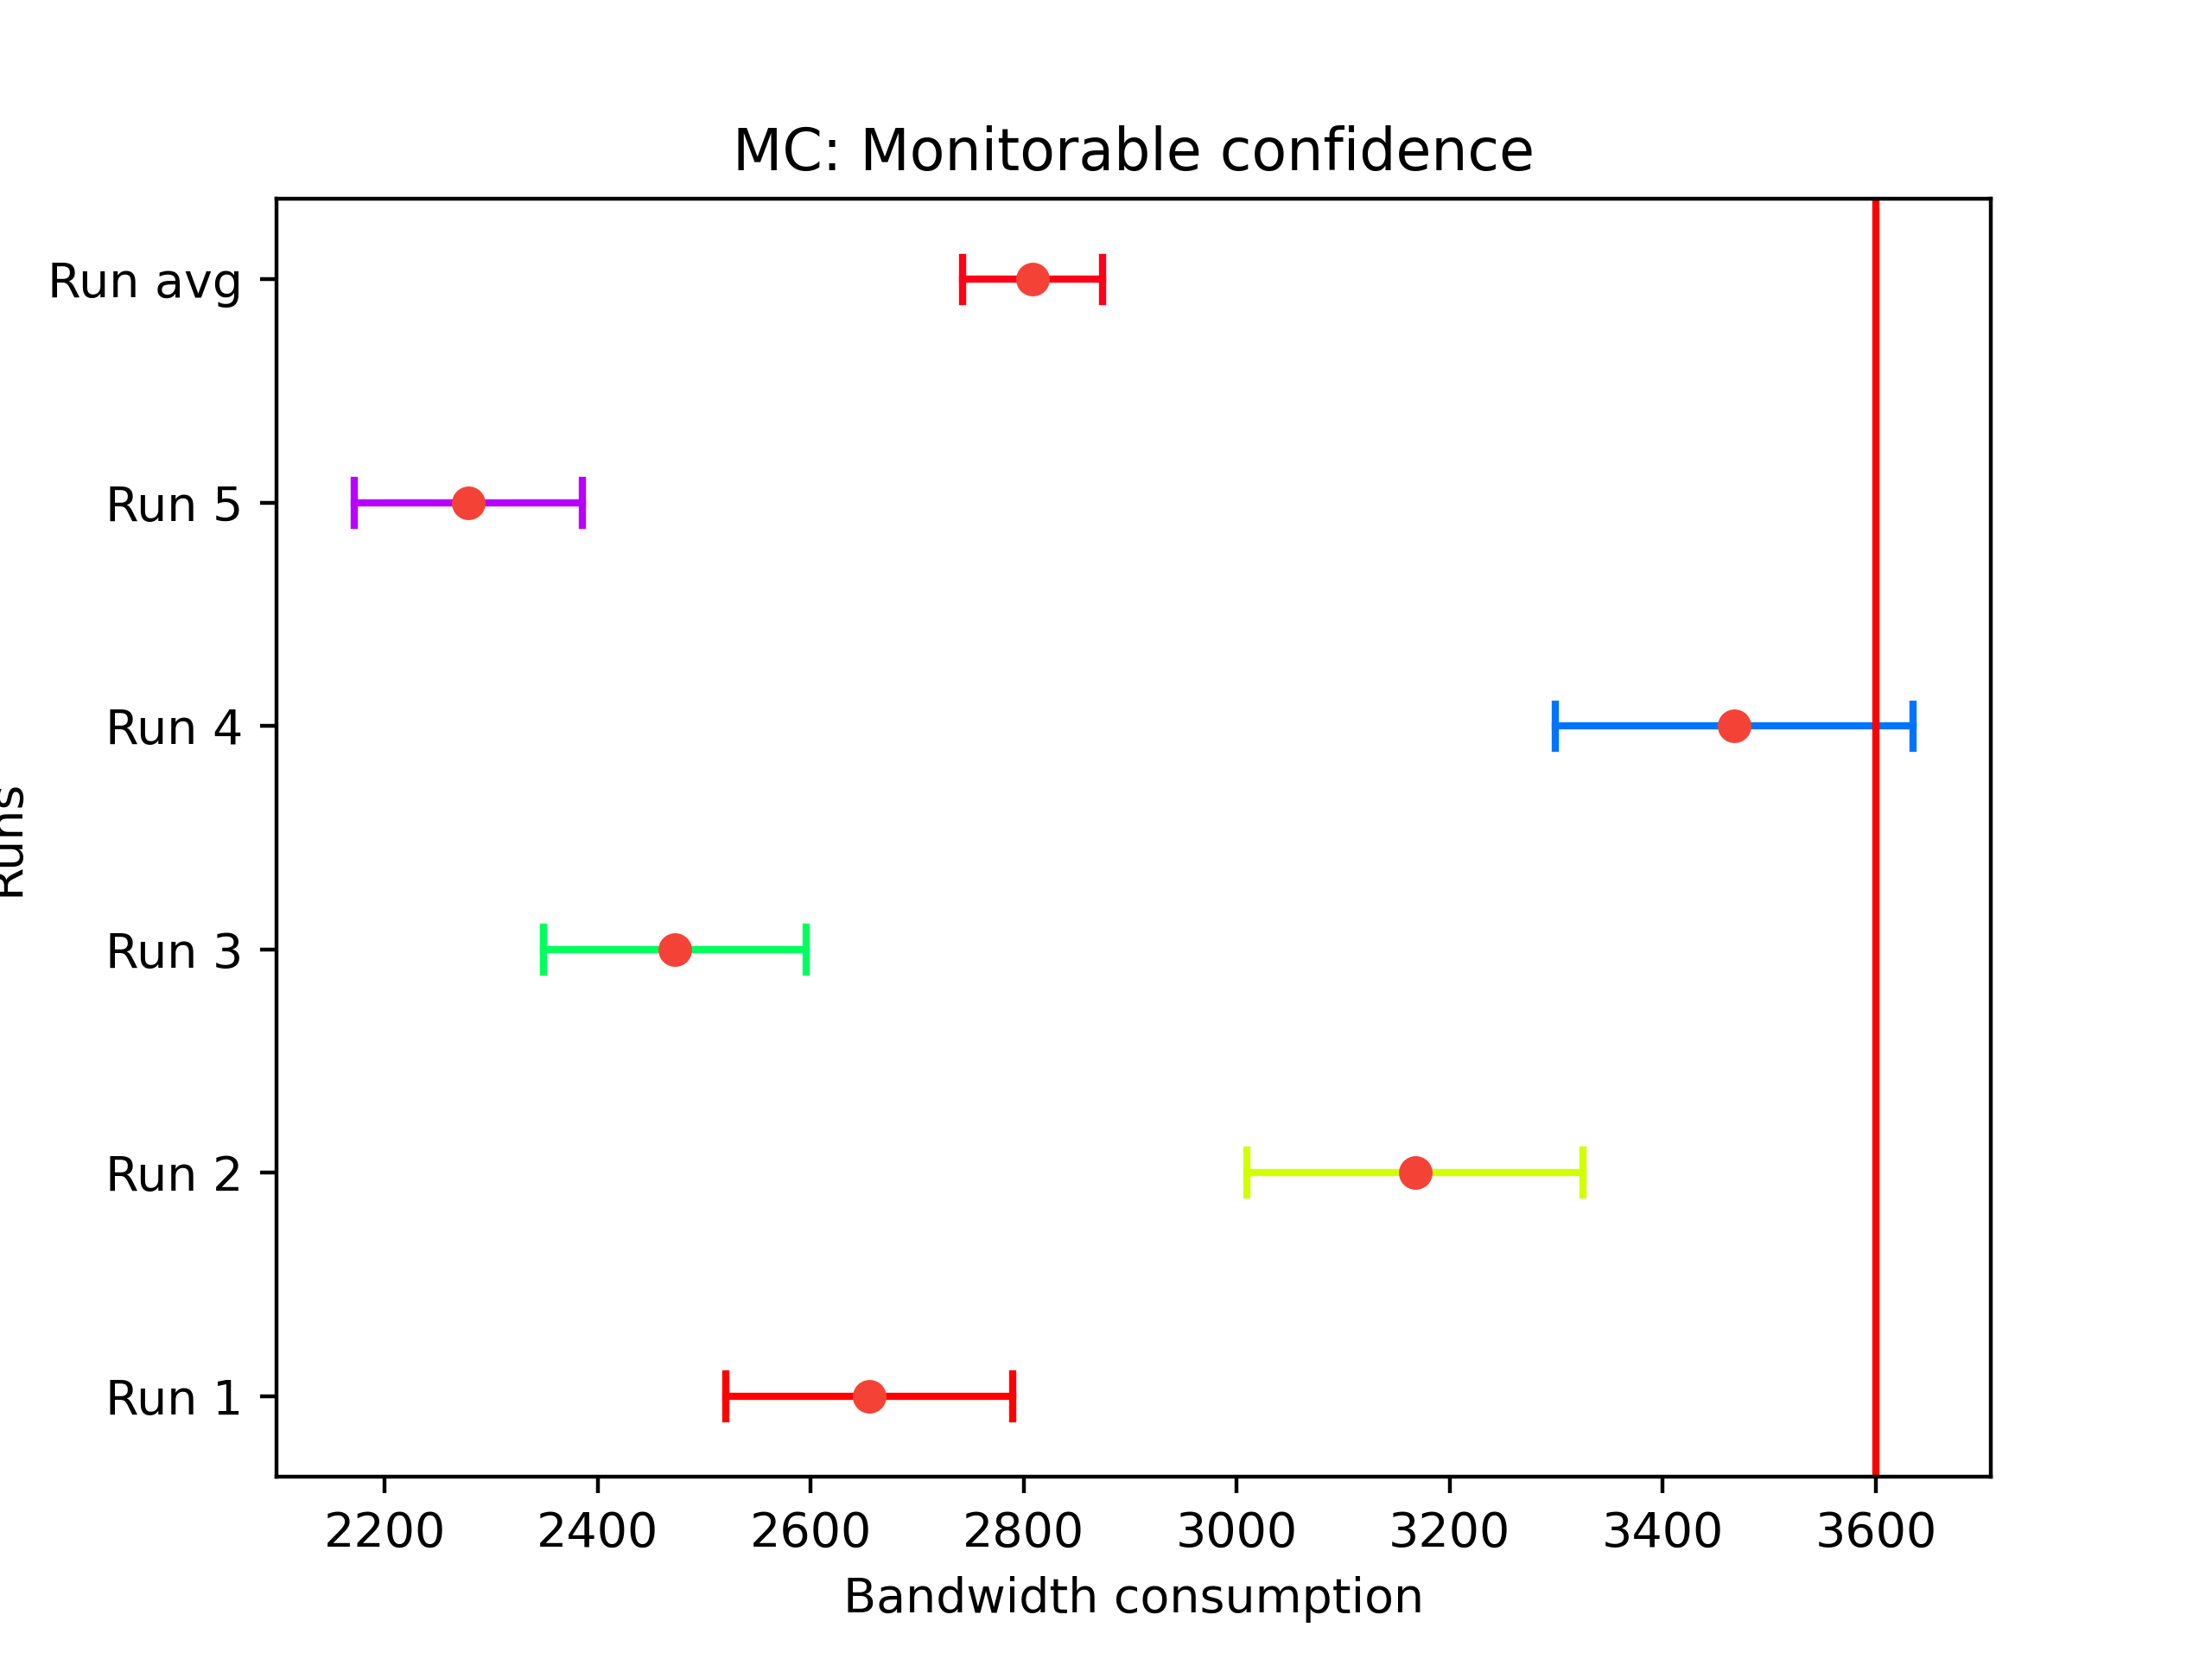 MC: Monitorable confidence
Run avg
Run 5
Run 4
Run 3
Run 2
Run 1
Runs
2200 2400 2600 2800 3000 3200 3400 3600
Bandwidth consumption